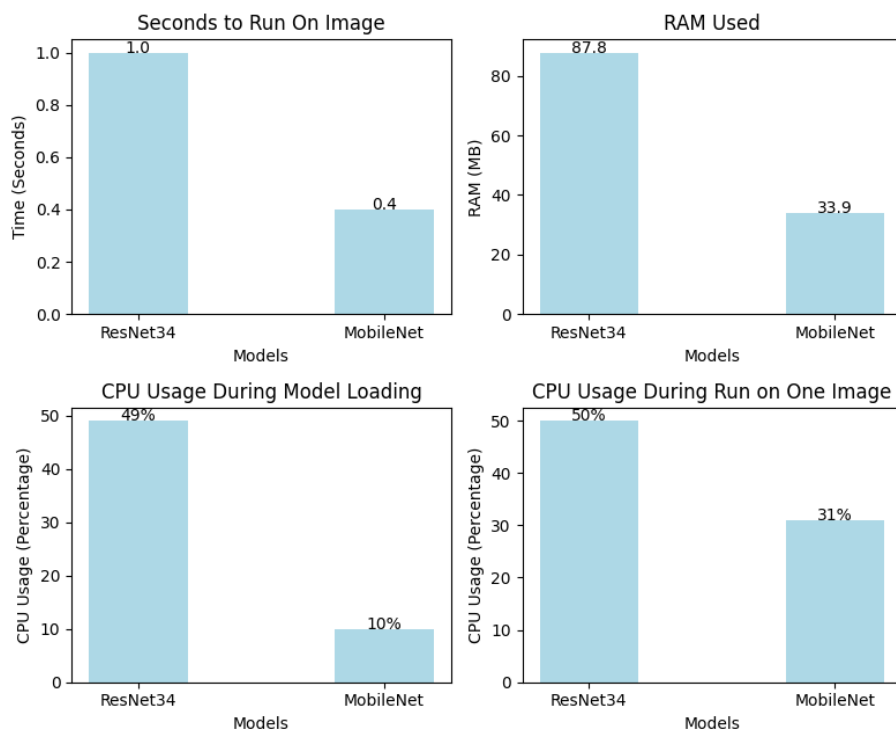 Seconds to Run On Image
1.0
1.0
0.8
0.6
0.4
0.2
0.0
0.4
Time (Seconds)
ResNet34
MobileNet
Models
RAM Used
87.8
80
60
40
20
0
33.9
RAM (MB)
ResNet34
MobileNet
Models
CPU Usage During Model Loading
49%
50
40
30
20
10
0
10%
CPU Usage (Percentage)
ResNet34
MobileNet
Models
CPU Usage During Run on One Image
50%
50
40
30
20
10
0
31%
CPU Usage (Percentage)
ResNet34
MobileNet
Models